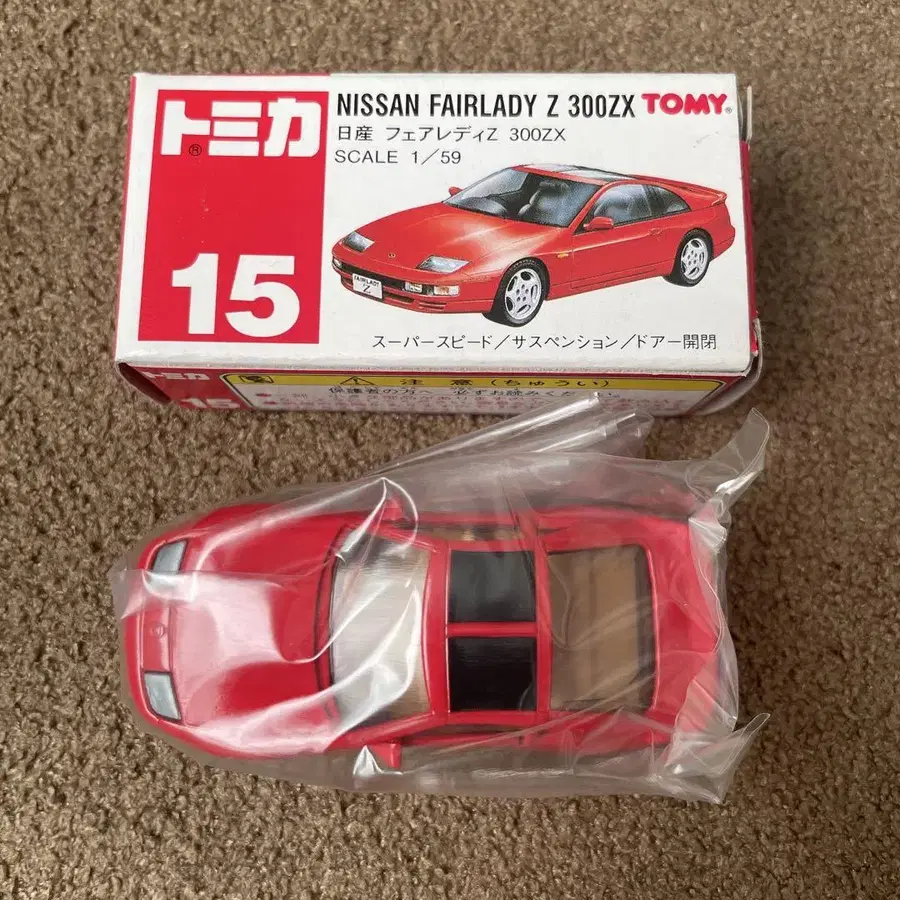 トミカ
®
15
NISSAN FAIRLADY Z 300ZX TOMY®
日産 フェアレディZ 300ZX
SCALE 1/59
FAIRLADY
Z
スーパースピード/サスペンション/ドアー開閉
トミカ
15
注 意 (ちゅうい)
保護者の方へ 必ずお読みください